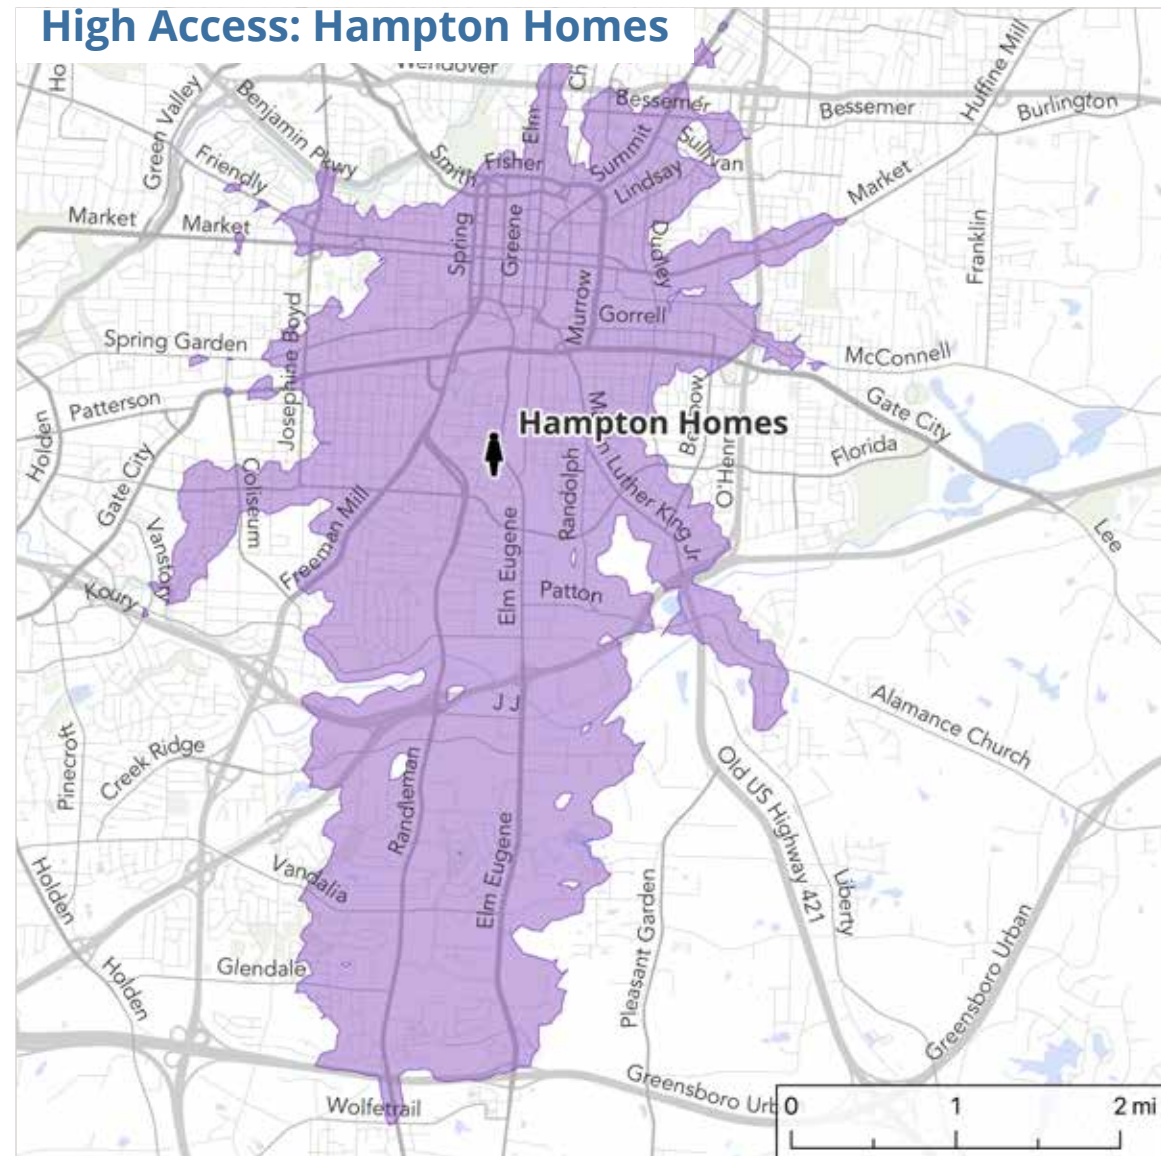 High Access: Hampton Homes
Ho
Wendover
Ch
Huffine Mill
Green Valley
Benjamin Pkwy
Elm
Bessemer
Bessemer
Burlington
Friendly
Smith
Fisher
Summit
Sullivan
Lindsay
Market
Market
Market
Spring
Greene
Dudley
Franklin
Murrow
Gorrell
Spring Garden
Josephine Boyd
McConnell
Patterson
Gate City
Holden
Hampton Homes
Florida
O'Henr
Gate City
Coliseum
Randolph
Luther King Jr
Vanstory
Freeman Mill
Elm Eugene
Lee
Koury
Patton
J J
Alamance Church
Pinecroft
Creek Ridge
Randleman
Old US Highway 421
Vandalia
Elm Eugene
Holden
Pleasant Garden
Liberty
Glendale
Holden
Greensboro Urban
Greensboro Urb
Wolfetrail
0 1 2 mi